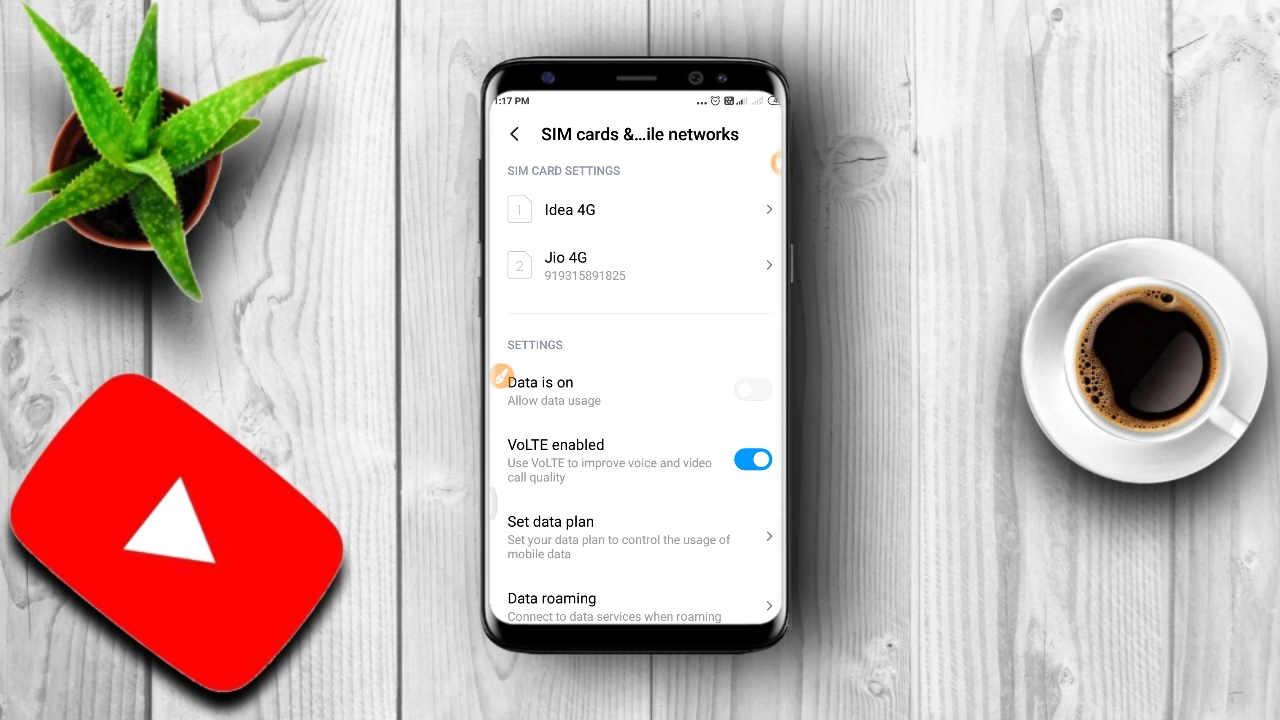 1:17 PM
SIM cards &...ile networks
SIM CARD SETTINGS
1
Idea 4G
2
Jio 4G
919315891825
SETTINGS
Data is on
Allow data usage
VoLTE enabled
Use VoLTE to improve voice and video
call quality
Set data plan
Set your data plan to control the usage of
mobile data
Data roaming
Connect to data services when roaming